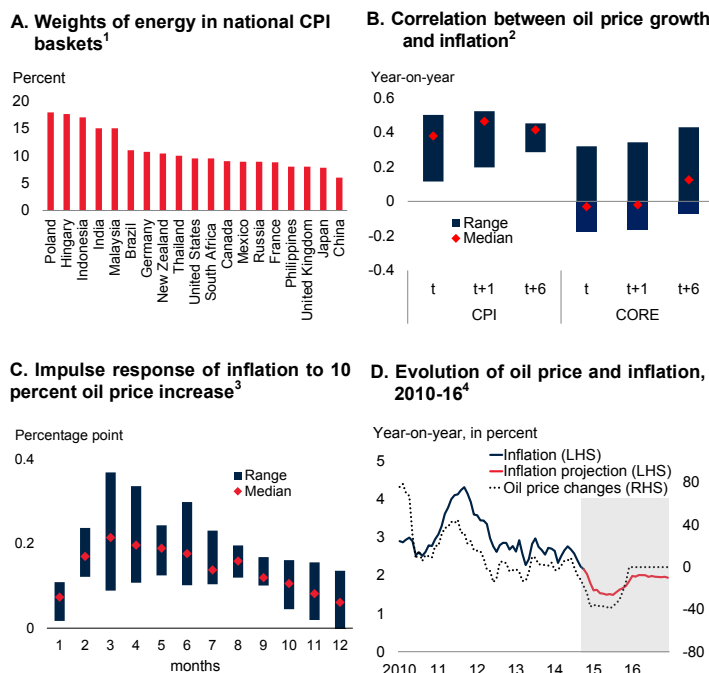 A. Weights of energy in national CPI
baskets1
Percent
20
15
10
5
0
Poland
Hingary
Indonesia
India
Malaysia
Brazil
Germany
New Zealand
Thailand
United States
South Africa
Canada
Mexico
Russia
France
Philippines
United Kingdom
Japan
China
B. Correlation between oil price growth
and inflation2
Year-on-year
0.6
0.4
0.2
0
-0.2
-0.4
Range
Median
t
t+1
t+6
t
t+1
t+6
CPI
CORE
C. Impulse response of inflation to 10
percent oil price increase3
Percentage point
0.4
0.2
0
Range
Median
1 2 3 4 5 6 7 8 9 10 11 12
months
D. Evolution of oil price and inflation,
2010-164
Year-on-year, in percent
Inflation (LHS)
Inflation projection (LHS)
Oil price changes (RHS)
5
4
3
2
1
0
80
40
0
-40
-80
2010 11 12 13 14 15 16